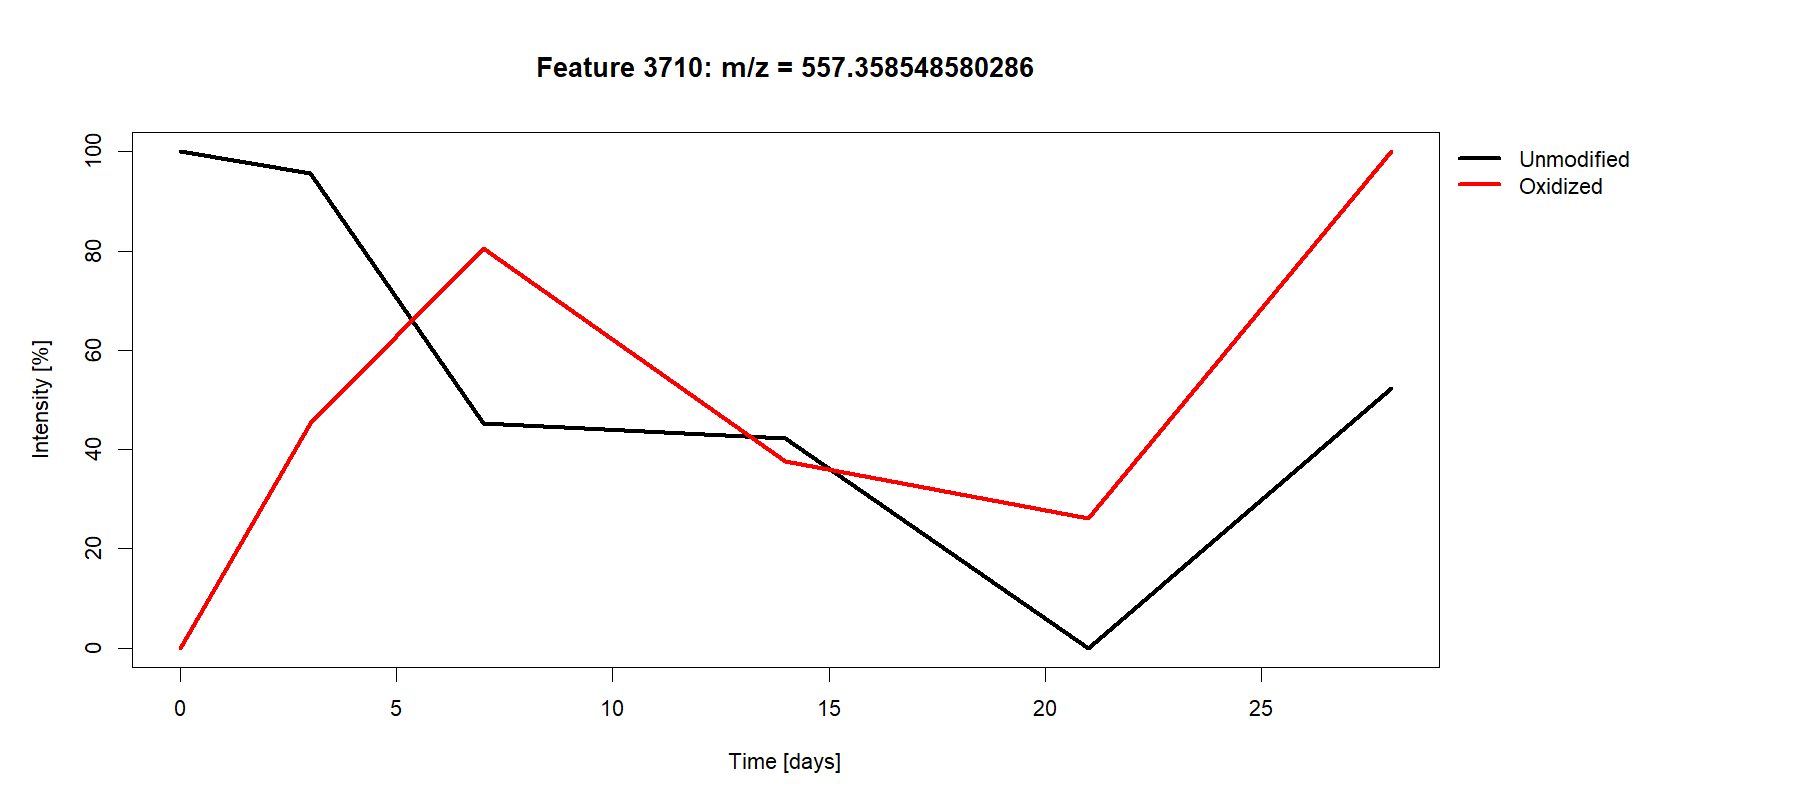 Feature 3710: m/z = 557.358548580286
Unmodified
Oxidized
Intensity [%]
100
80
60
40
20
0
0 5 10 15 20 25
Time [days]